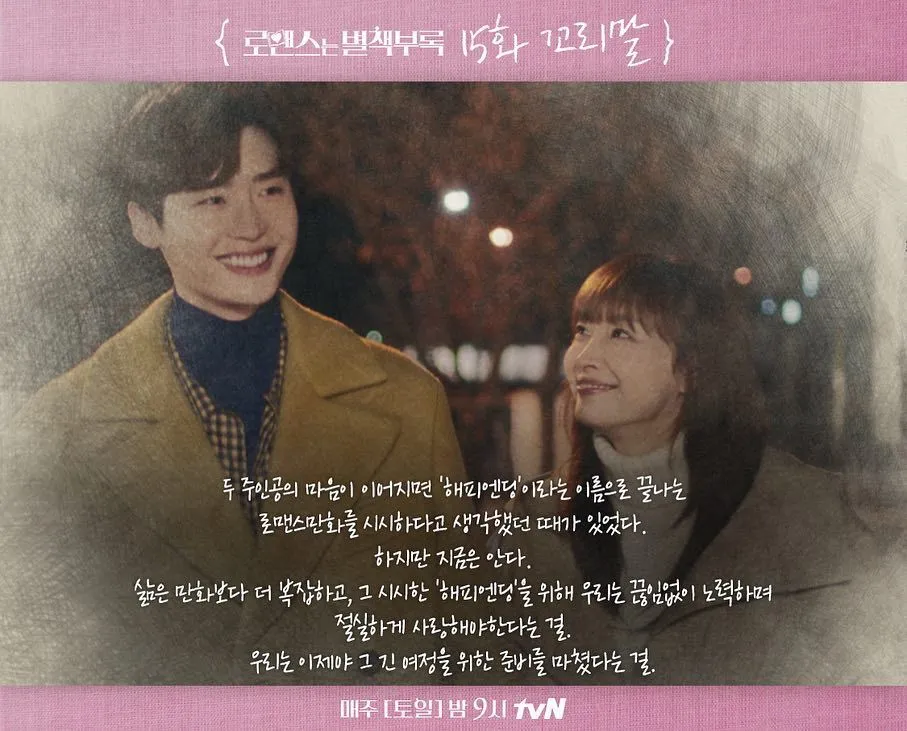 { 로맨스는 별책부록 15화 꼬리말 }
두 주인공의 마음이 이어지면 '해피엔딩'이라는 이름으로 끝나는
로맨스만화를 시시하다고 생각했던 때가 있었다.
하지만 지금은 안다.
삶은 만화보다 더 복잡하고, 그 시시한 '해피엔딩'을 위해 우리는 끊임없이 노력하며
절실하게 사랑해야한다는 걸.
우리는 이제야 그 긴 여정을 위한 준비를 마쳤다는 걸.
매주 [토일] 밤 9시 tvN